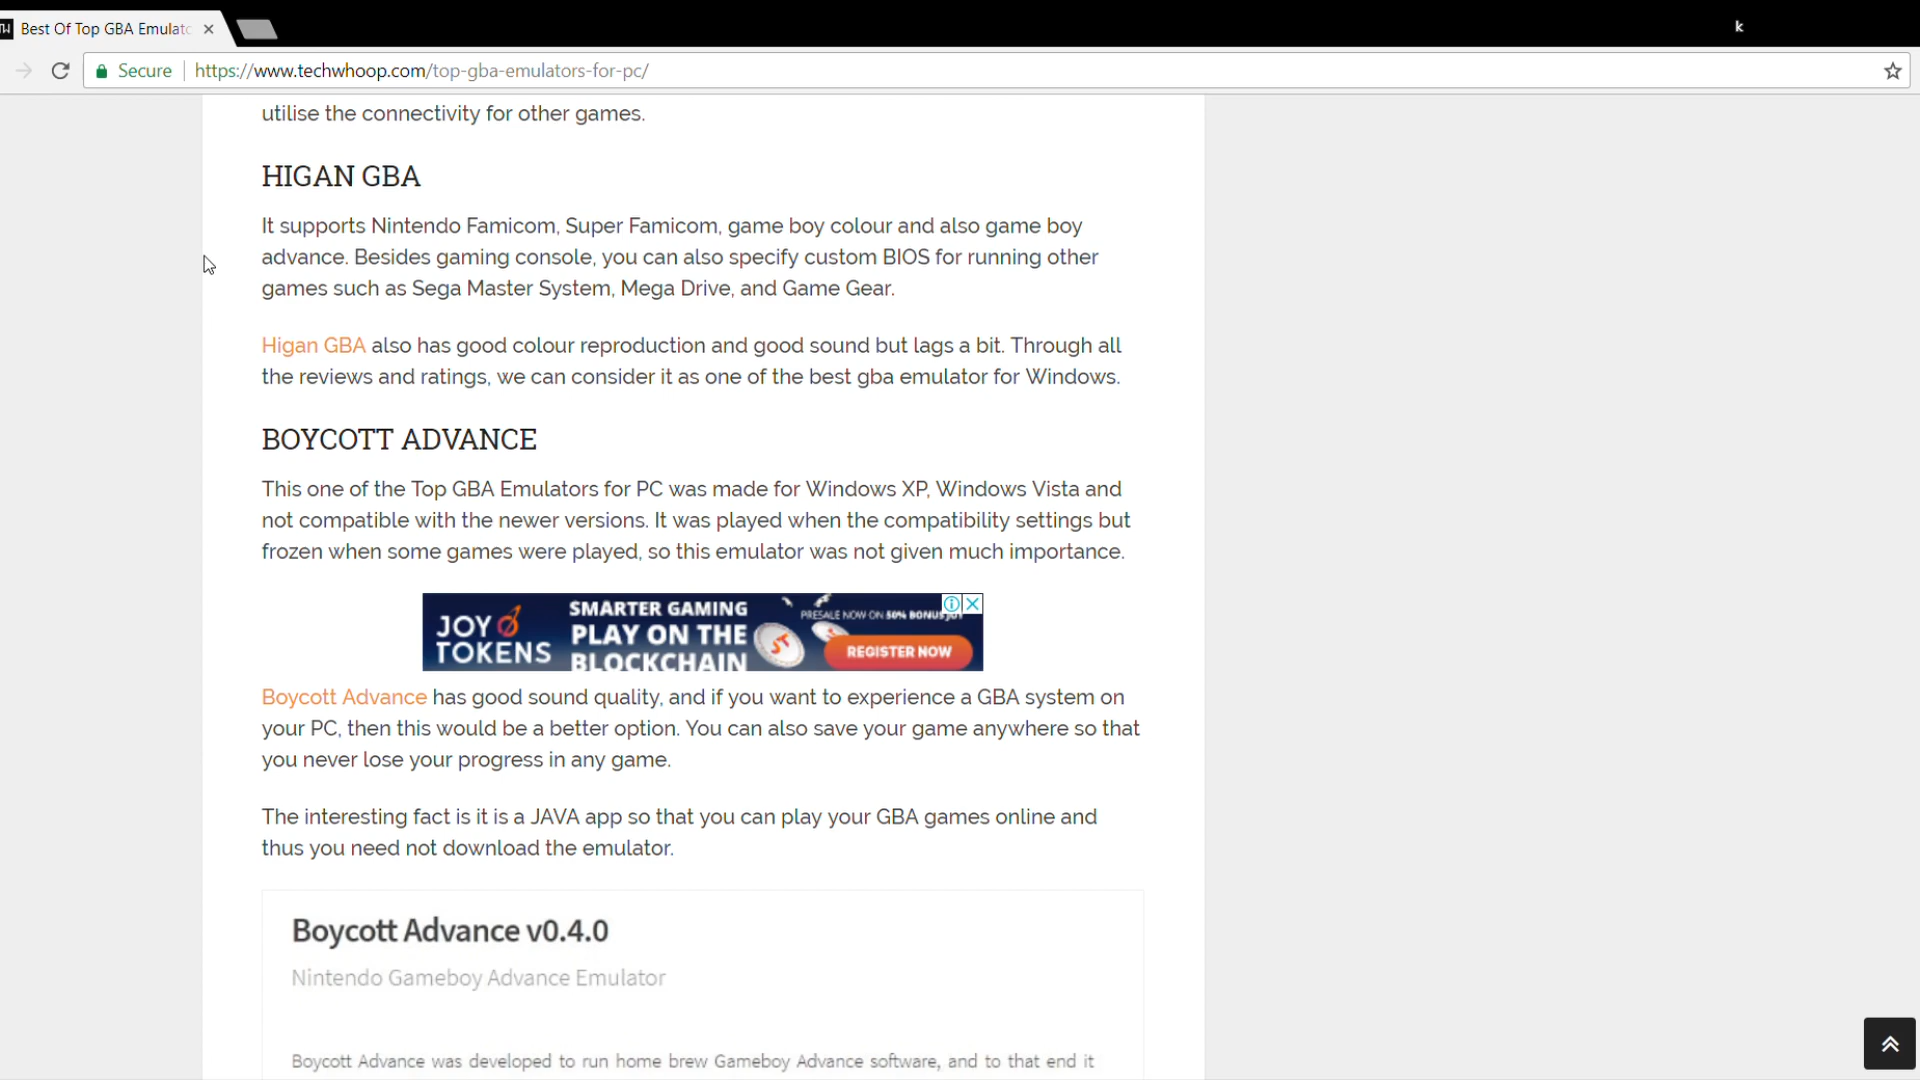 Best Of Top GBA Emulato
k
Secure
https://www.techwhoop.com/top-gba-emulators-for-pc/
utilise the connectivity for other games.
HIGAN GBA
It supports Nintendo Famicom, Super Famicom, game boy colour and also game boy
advance. Besides gaming console, you can also specify custom BIOS for running other
games such as Sega Master System, Mega Drive, and Game Gear.
Higan GBA also has good colour reproduction and good sound but lags a bit. Through all
the reviews and ratings, we can consider it as one of the best gba emulator for Windows.
BOYCOTT ADVANCE
This one of the Top GBA Emulators for PC was made for Windows XP, Windows Vista and
not compatible with the newer versions. It was played when the compatibility settings but
frozen when some games were played, so this emulator was not given much importance.
JOY
TOKENS
SMARTER GAMING
PLAY ON THE
BLOCKCHAIN
PRESALE NOW ON 50% BONUS JOY
REGISTER NOW
Boycott Advance has good sound quality, and if you want to experience a GBA system on
your PC, then this would be a better option. You can also save your game anywhere so that
you never lose your progress in any game.
The interesting fact is it is a JAVA app so that you can play your GBA games online and
thus you need not download the emulator.
Boycott Advance v0.4.0
Nintendo Gameboy Advance Emulator
Boycott Advance was developed to run home brew Gameboy Advance software, and to that end it